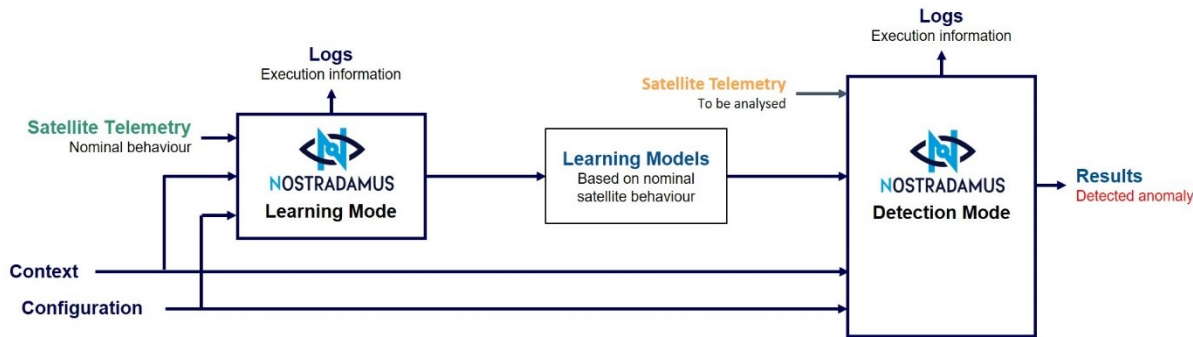 Logs
Execution information
Satellite Telemetry
Nominal behaviour
NOSTRADAMUS
Learning Mode
Learning Models
Based on nominal
satellite behaviour
Satellite Telemetry
To be analysed
Logs
Execution information
NOSTRADAMUS
Detection Mode
Results
Detected anomaly
Context
Configuration